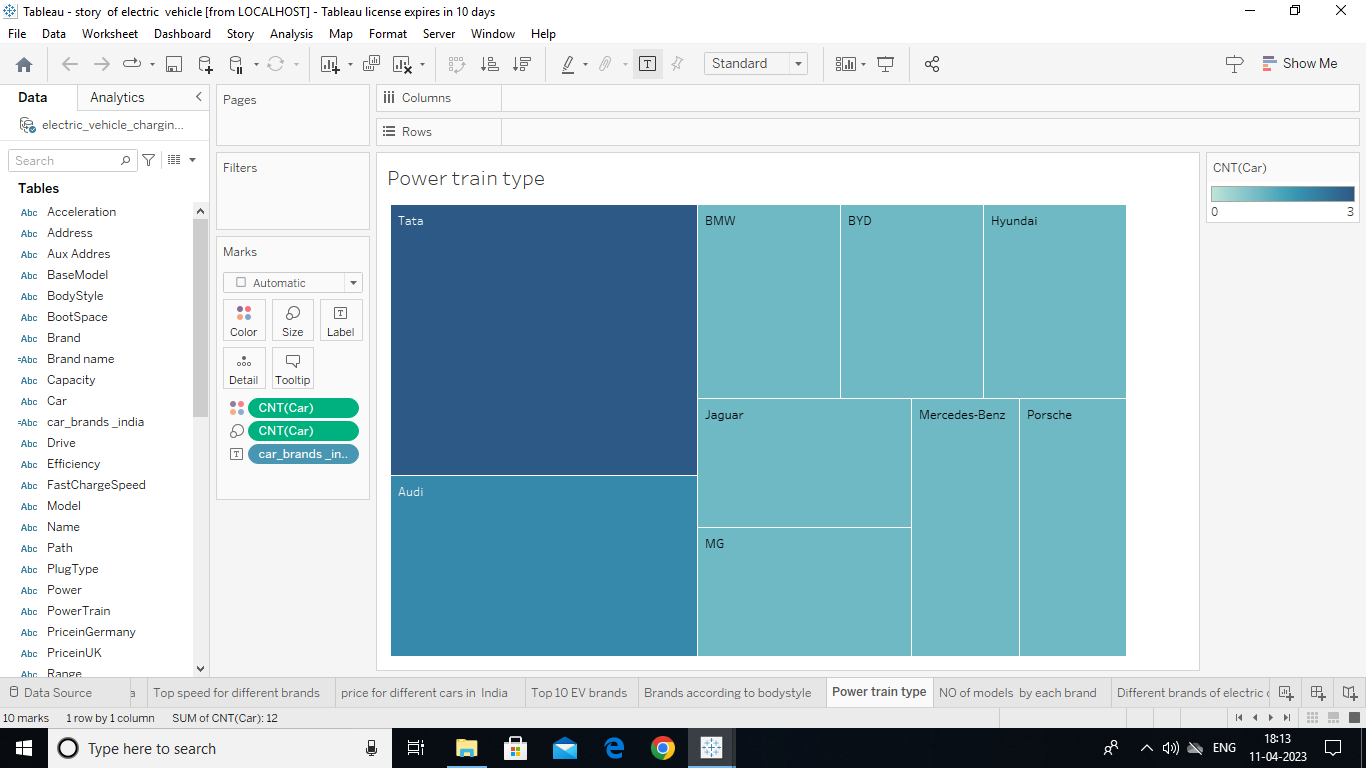 Tableau - story  of electric  vehicle [from LOCALHOST] - Tableau license expires in 10 days
File Data Worksheet Dashboard Story Analysis Map Format Server Window Help
Standard
Show Me
Data Analytics
electric_vehicle_chargin...
Search
Tables
Abc Acceleration
Abc Address
Abc Aux Addres
Abc BaseModel
Abc BodyStyle
Abc BootSpace
Abc Brand
=Abc Brand name
Abc Capacity
Abc Car
=Abc car_brands _india
Abc Drive
Abc Efficiency
Abc FastChargeSpeed
Abc Model
Abc Name
Abc Path
Abc PlugType
Abc Power
Abc PowerTrain
Abc PriceinGermany
Abc PriceinUK
Abc Range
Pages
Filters
Marks
Automatic
Color Size Label
Detail Tooltip
CNT(Car)
CNT(Car)
car_brands _in..
Columns
Rows
Power train type
Tata
BMW
BYD
Hyundai
Audi
Jaguar
Mercedes-Benz
Porsche
MG
CNT(Car)
0 3
Data Source a Top speed for different brands price for different cars in  India Top 10 EV brands Brands according to bodystyle Power train type NO of models  by each brand Different brands of electric c
10 marks 1 row by 1 column SUM of CNT(Car): 12
Type here to search
ENG
18:13
11-04-2023